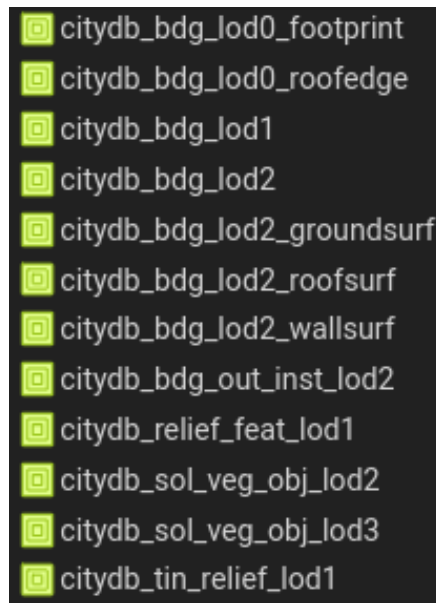 citydb_bdg_lod0_footprint
citydb_bdg_lod0_roofedge
citydb_bdg_lod1
citydb_bdg_lod2
citydb_bdg_lod2_groundsurf
citydb_bdg_lod2_roofsurf
citydb_bdg_lod2_wallsurf
citydb_bdg_out_inst_lod2
citydb_relief_feat_lod1
citydb_sol_veg_obj_lod2
citydb_sol_veg_obj_lod3
citydb_tin_relief_lod1